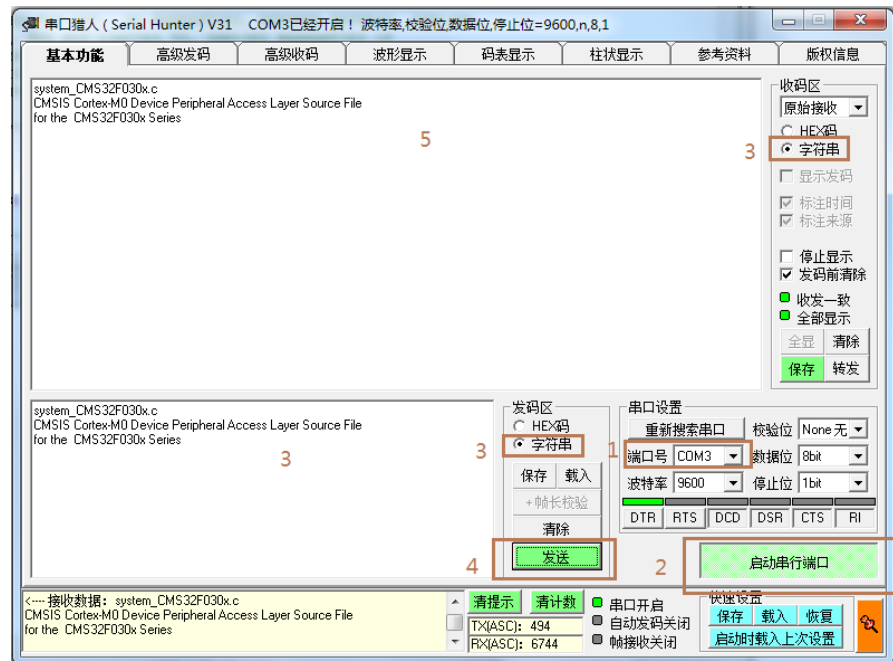 串口猎人 ( Serial Hunter ) V31 COM3已经开启！ 波特率,校验位,数据位,停止位=9600,n,8,1
基本功能 高级发码 高级收码 波形显示 码表显示 柱状显示 参考资料 版权信息
system_CMS32F030x.c
CMSIS Cortex-M0 Device Peripheral Access Layer Source File
for the CMS32F030x Series
5
收码区
原始接收
HEX码
3
字符串
显示发码
标注时间
标注来源
停止显示
发码前清除
收发一致
全部显示
全显 清除
保存 转发
system_CMS32F030x.c
CMSIS Cortex-M0 Device Peripheral Access Layer Source File
for the CMS32F030x Series
3
发码区
HEX码
3
字符串
保存 载入
+帧长校验
清除
4
发送
串口设置
重新搜索串口 校验位 None 无
1
端口号 COM3 数据位 8bit
波特率 9600 停止位 1bit
DTR RTS DCD DSR CTS RI
2
启动串行端口
<---- 接收数据: system_CMS32F030x.c
CMSIS Cortex-M0 Device Peripheral Access Layer Source File
for the CMS32F030x Series
清提示 清计数
TX(ASC): 494
RX(ASC): 6744
串口开启
自动发码关闭
帧接收关闭
快速设置
保存 载入 恢复
启动时载入上次设置